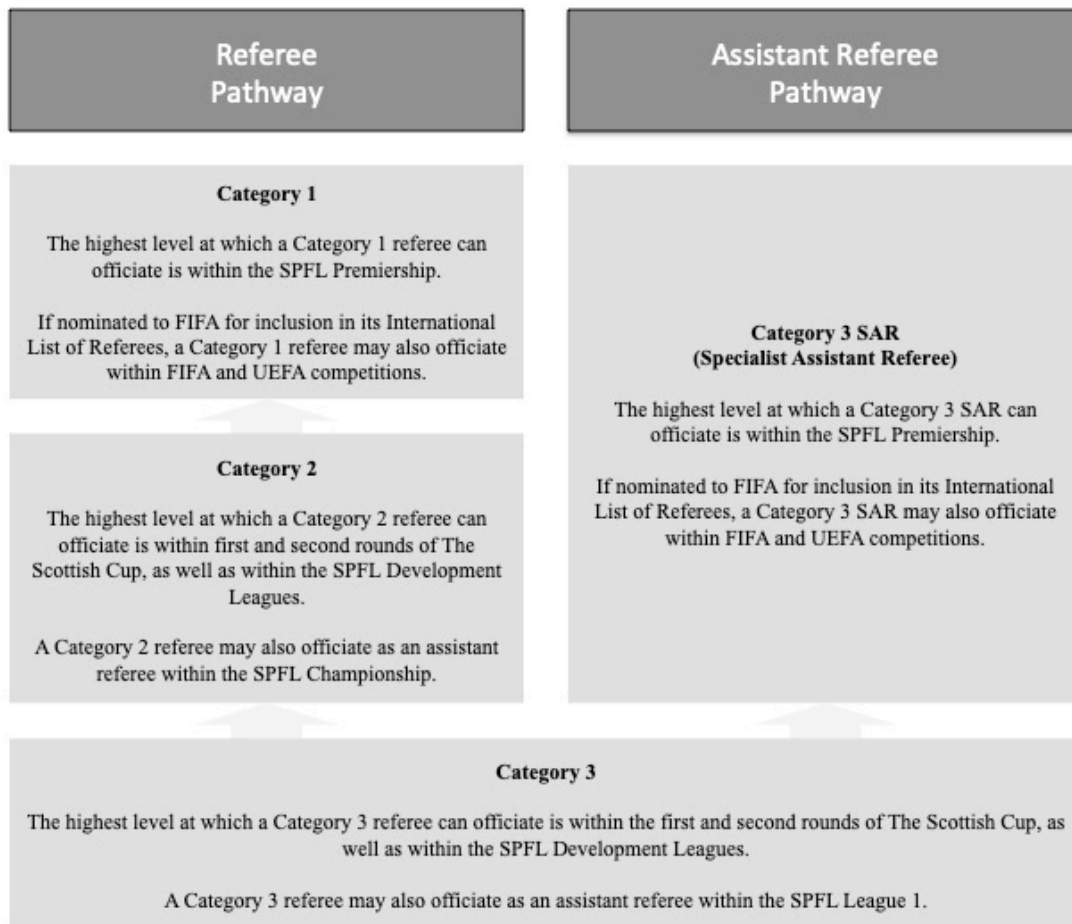 Referee
Pathway
Assistant Referee
Pathway
Category 1
The highest level at which a Category 1 referee can
officiate is within the SPFL Premiership.
If nominated to FIFA for inclusion in its International
List of Referees, a Category 1 referee may also officiate
within FIFA and UEFA competitions.
Category 2
The highest level at which a Category 2 referee can
officiate is within first and second rounds of The
Scottish Cup, as well as within the SPFL Development
Leagues.
A Category 2 referee may also officiate as an assistant
referee within the SPFL Championship.
Category 3 SAR
(Specialist Assistant Referee)
The highest level at which a Category 3 SAR can
officiate is within the SPFL Premiership.
If nominated to FIFA for inclusion in its International
List of Referees, a Category 3 SAR may also officiate
within FIFA and UEFA competitions.
Category 3
The highest level at which a Category 3 referee can officiate is within the first and second rounds of The Scottish Cup, as
well as within the SPFL Development Leagues.
A Category 3 referee may also officiate as an assistant referee within the SPFL League 1.